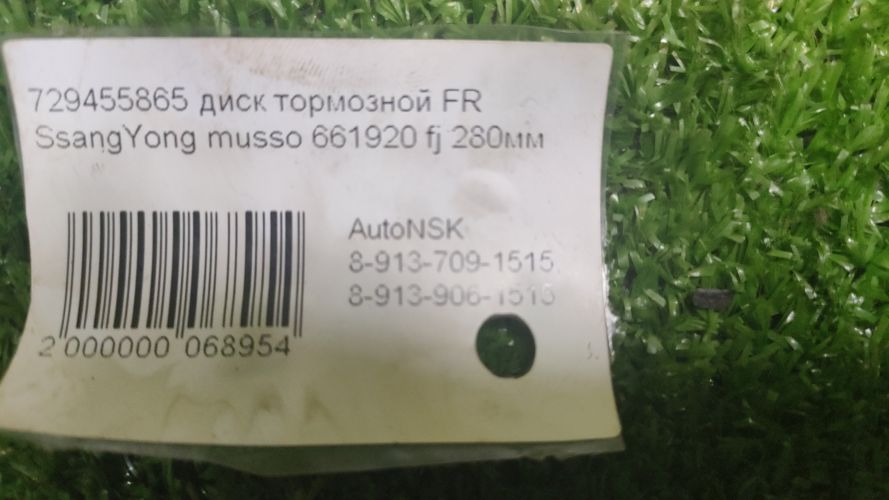 729455865 диск тормозной FR
SsangYong musso 661920 fj 280мм
AutoNSK
8-913-709-1515
8-913-906-1515
2 000000 068954